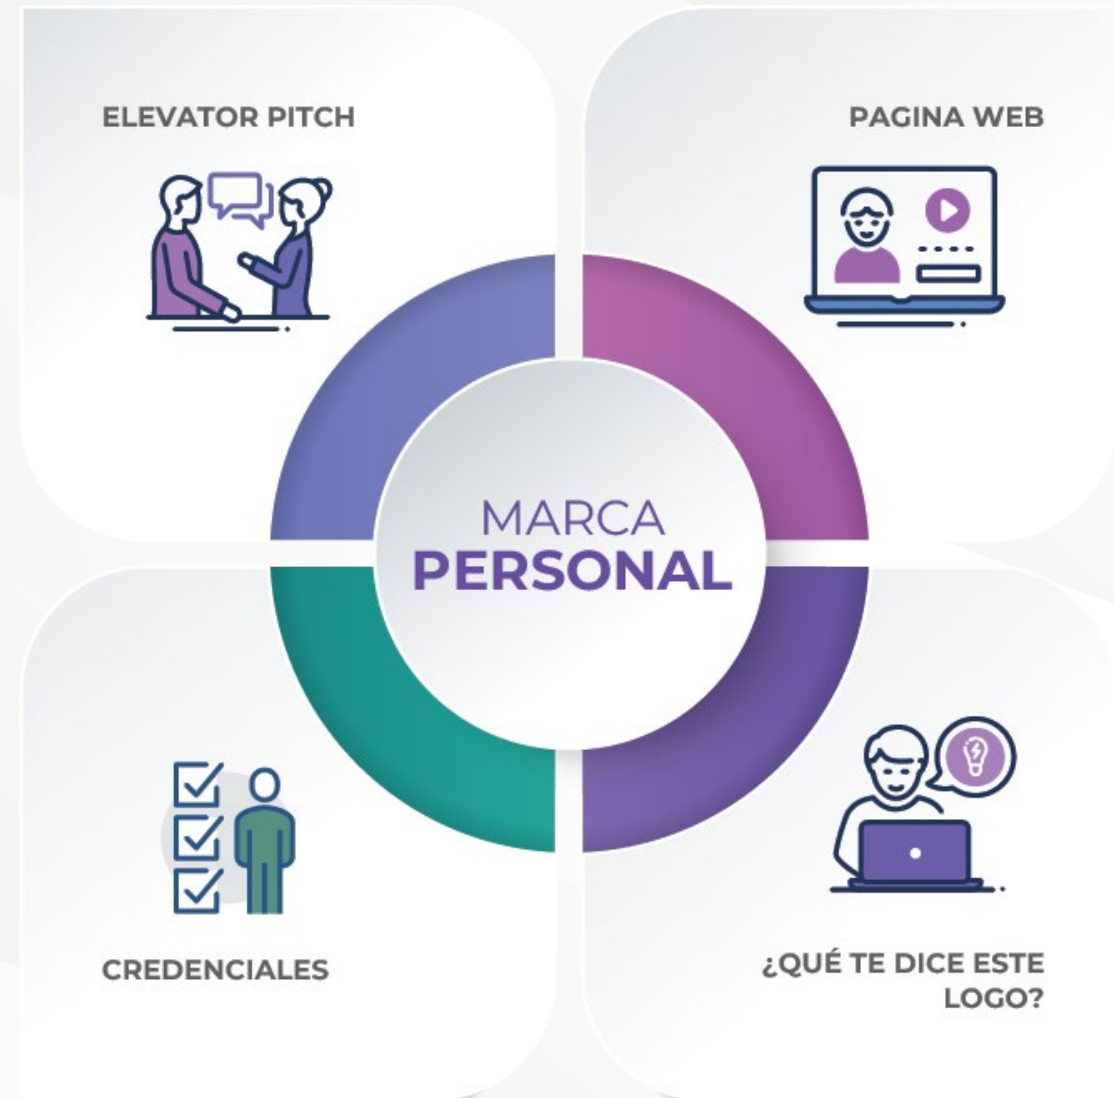 ELEVATOR PITCH
PAGINA WEB
MARCA
PERSONAL
CREDENCIALES
¿QUÉ TE DICE ESTE
LOGO?